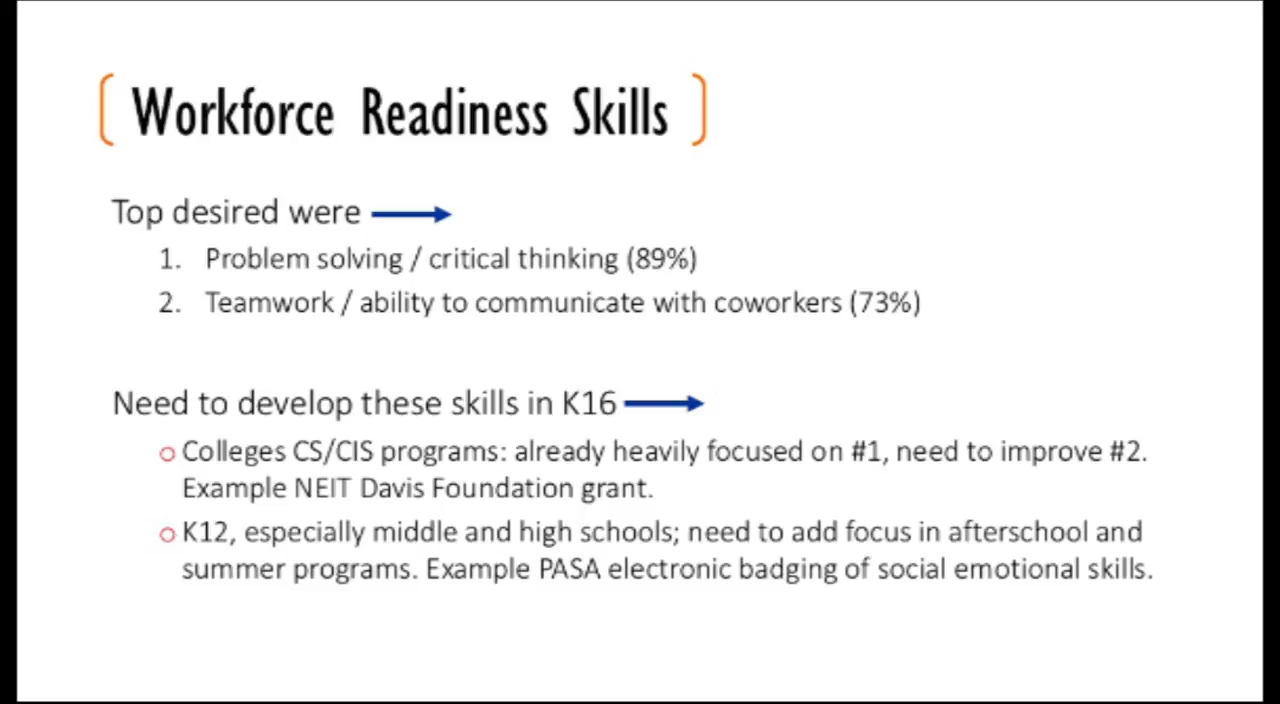 Workforce Readiness Skills
Top desired were
1. Problem solving / critical thinking (89%)
2. Teamwork / ability to communicate with coworkers (73%)
Need to develop these skills in K16
Colleges CS/CIS programs: already heavily focused on #1, need to improve #2.
Example NEIT Davis Foundation grant.
K12, especially middle and high schools; need to add focus in afterschool and
summer programs. Example PASA electronic badging of social emotional skills.